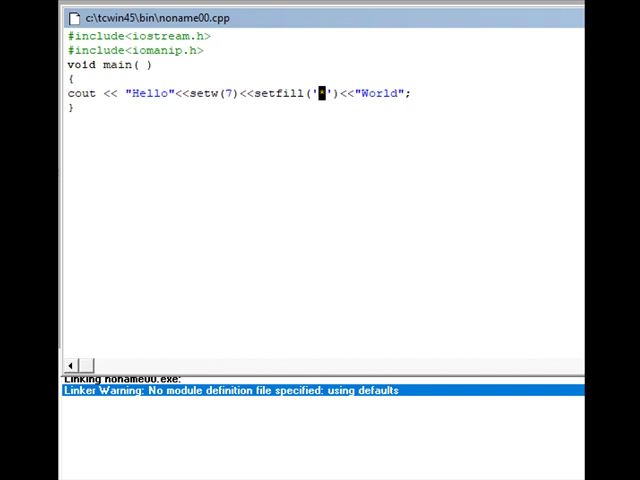 c:\tcwin45\bin\noname00.cpp
#include<iostream.h>
#include<iomanip.h>
void main( )
{
cout << "Hello"<<setw(7)<<setfill('*')<<"World";
}
Linking noname00.exe:
Linker Warning: No module definition file specified: using defaults